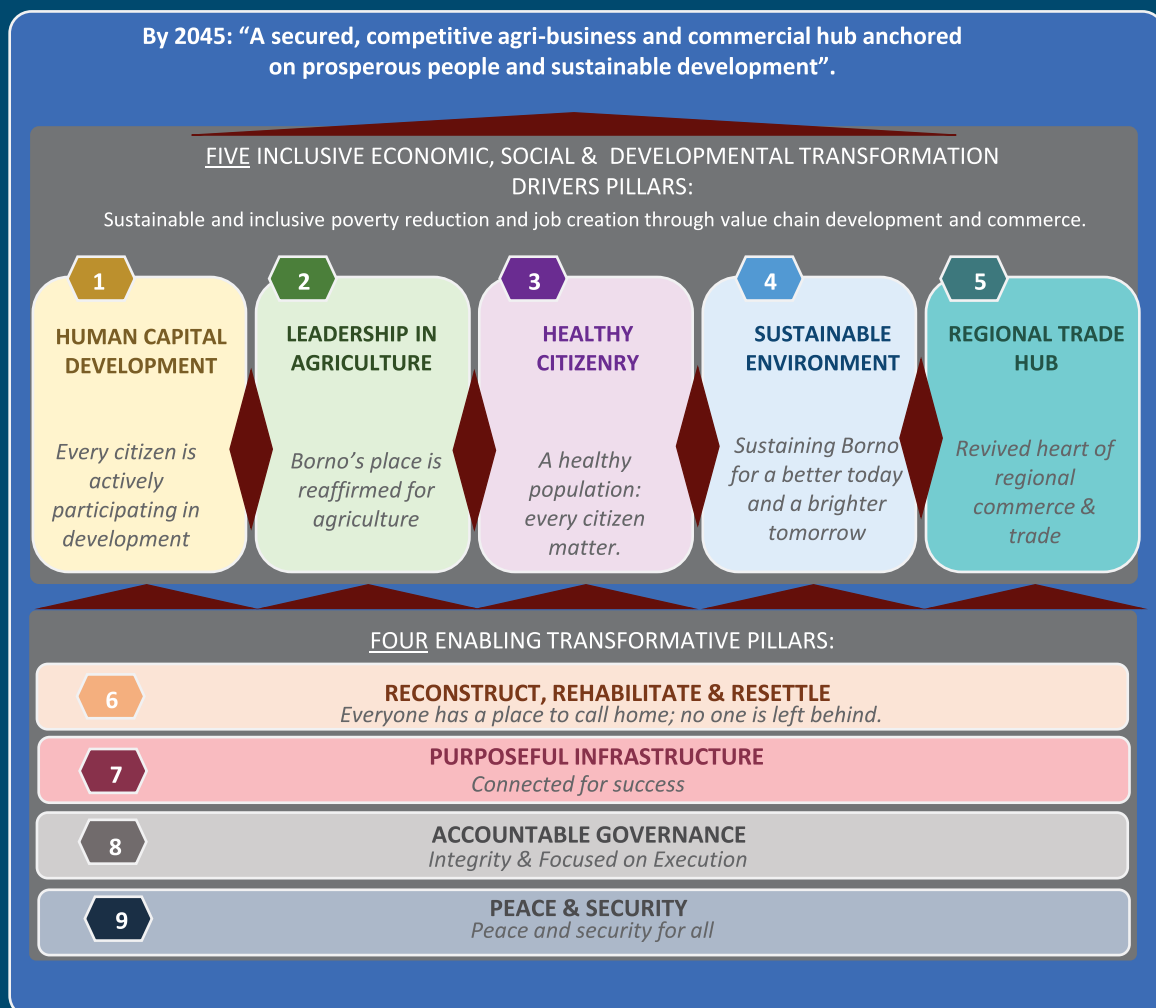 By 2045: “A secured, competitive agri-business and commercial hub anchored
on prosperous people and sustainable development”.
FIVE INCLUSIVE ECONOMIC, SOCIAL & DEVELOPMENTAL TRANSFORMATION
DRIVERS PILLARS:
Sustainable and inclusive poverty reduction and job creation through value chain development and commerce.
1
HUMAN CAPITAL
DEVELOPMENT
Every citizen is
actively
participating in
development
2
LEADERSHIP IN
AGRICULTURE
Borno’s place is
reaffirmed for
agriculture
3
HEALTHY
CITIZENRY
A healthy
population:
every citizen
matter.
4
SUSTAINABLE
ENVIRONMENT
Sustaining Borno
for a better today
and a brighter
tomorrow
5
REGIONAL TRADE
HUB
Revived heart of
regional
commerce &
trade
FOUR ENABLING TRANSFORMATIVE PILLARS:
6
RECONSTRUCT, REHABILITATE & RESETTLE
Everyone has a place to call home; no one is left behind.
7
PURPOSEFUL INFRASTRUCTURE
Connected for success
8
ACCOUNTABLE GOVERNANCE
Integrity & Focused on Execution
9
PEACE & SECURITY
Peace and security for all